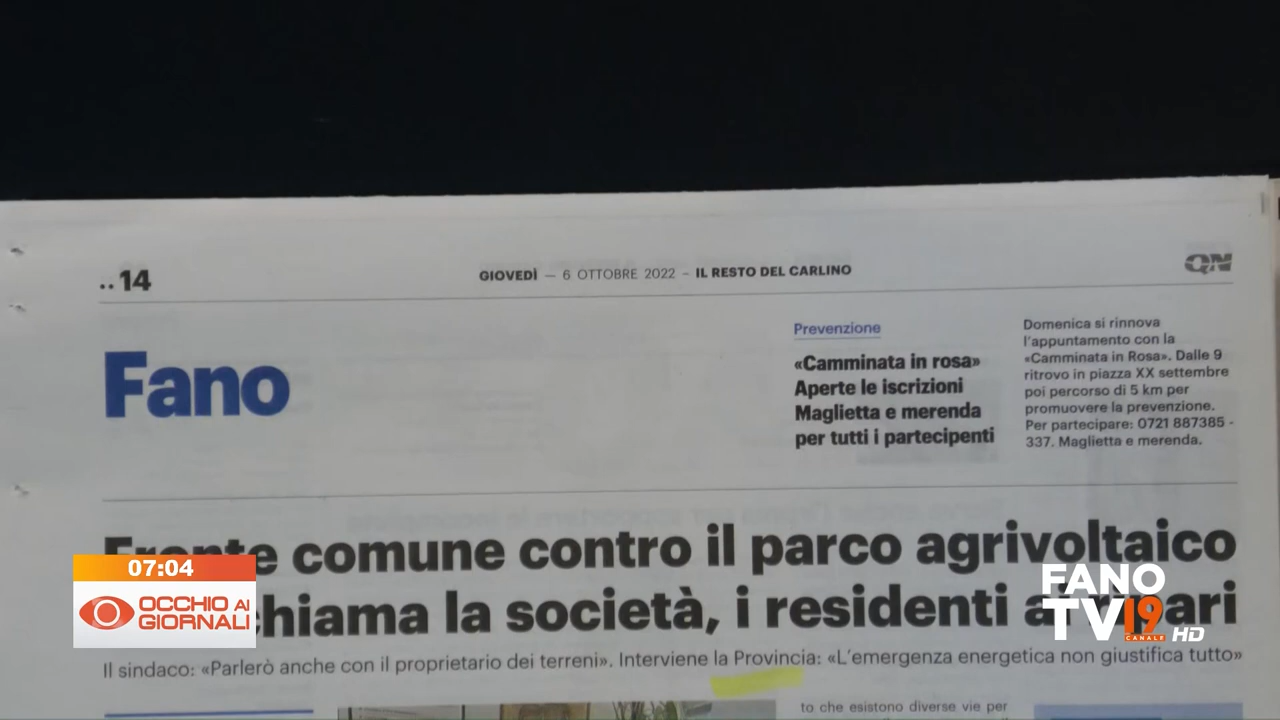 ..14
GIOVEDÌ — 6 OTTOBRE 2022 – IL RESTO DEL CARLINO
QN
Fano
Prevenzione
«Camminata in rosa»
Aperte le iscrizioni
Maglietta e merenda
per tutti i partecipenti
Domenica si rinnova
l'appuntamento con la
«Camminata in Rosa». Dalle 9
ritrovo in piazza XX settembre
poi percorso di 5 km per
promuovere la prevenzione.
Per partecipare: 0721 887385 -
337. Maglietta e merenda.
Fronte comune contro il parco agrivoltaico
chiama la società, i residenti ai ripari
Il sindaco: «Parlerò anche con il proprietario dei terreni». Interviene la Provincia: «L'emergenza energetica non giustifica tutto»
to che esistono diverse vie per
07:04
OCCHIO AI
GIORNALI
FANO
TV 19
CANALE HD